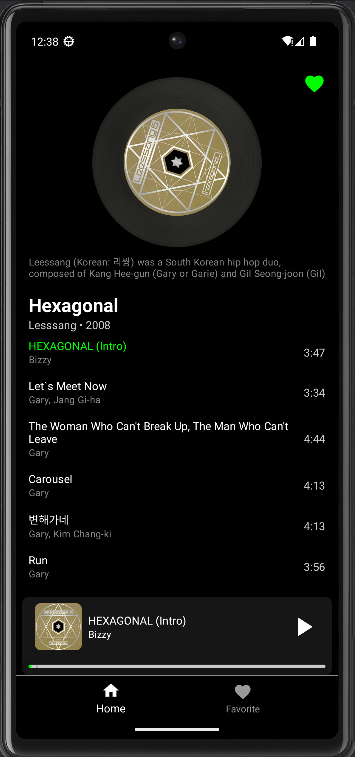 12:38
Leessang (Korean: 리쌍) was a South Korean hip hop duo,
composed of Kang Hee-gun (Gary or Garie) and Gil Seong-joon (Gil)
Hexagonal
Lesssang • 2008
HEXAGONAL (Intro)
3:47
Bizzy
Let`s Meet Now
3:34
Gary, Jang Gi-ha
The Woman Who Can't Break Up, The Man Who Can't
Leave
4:44
Gary
Carousel
4:13
Gary
변해가네
4:13
Gary, Kim Chang-ki
Run
3:56
Gary
HEXAGONAL (Intro)
Bizzy
Home
Favorite